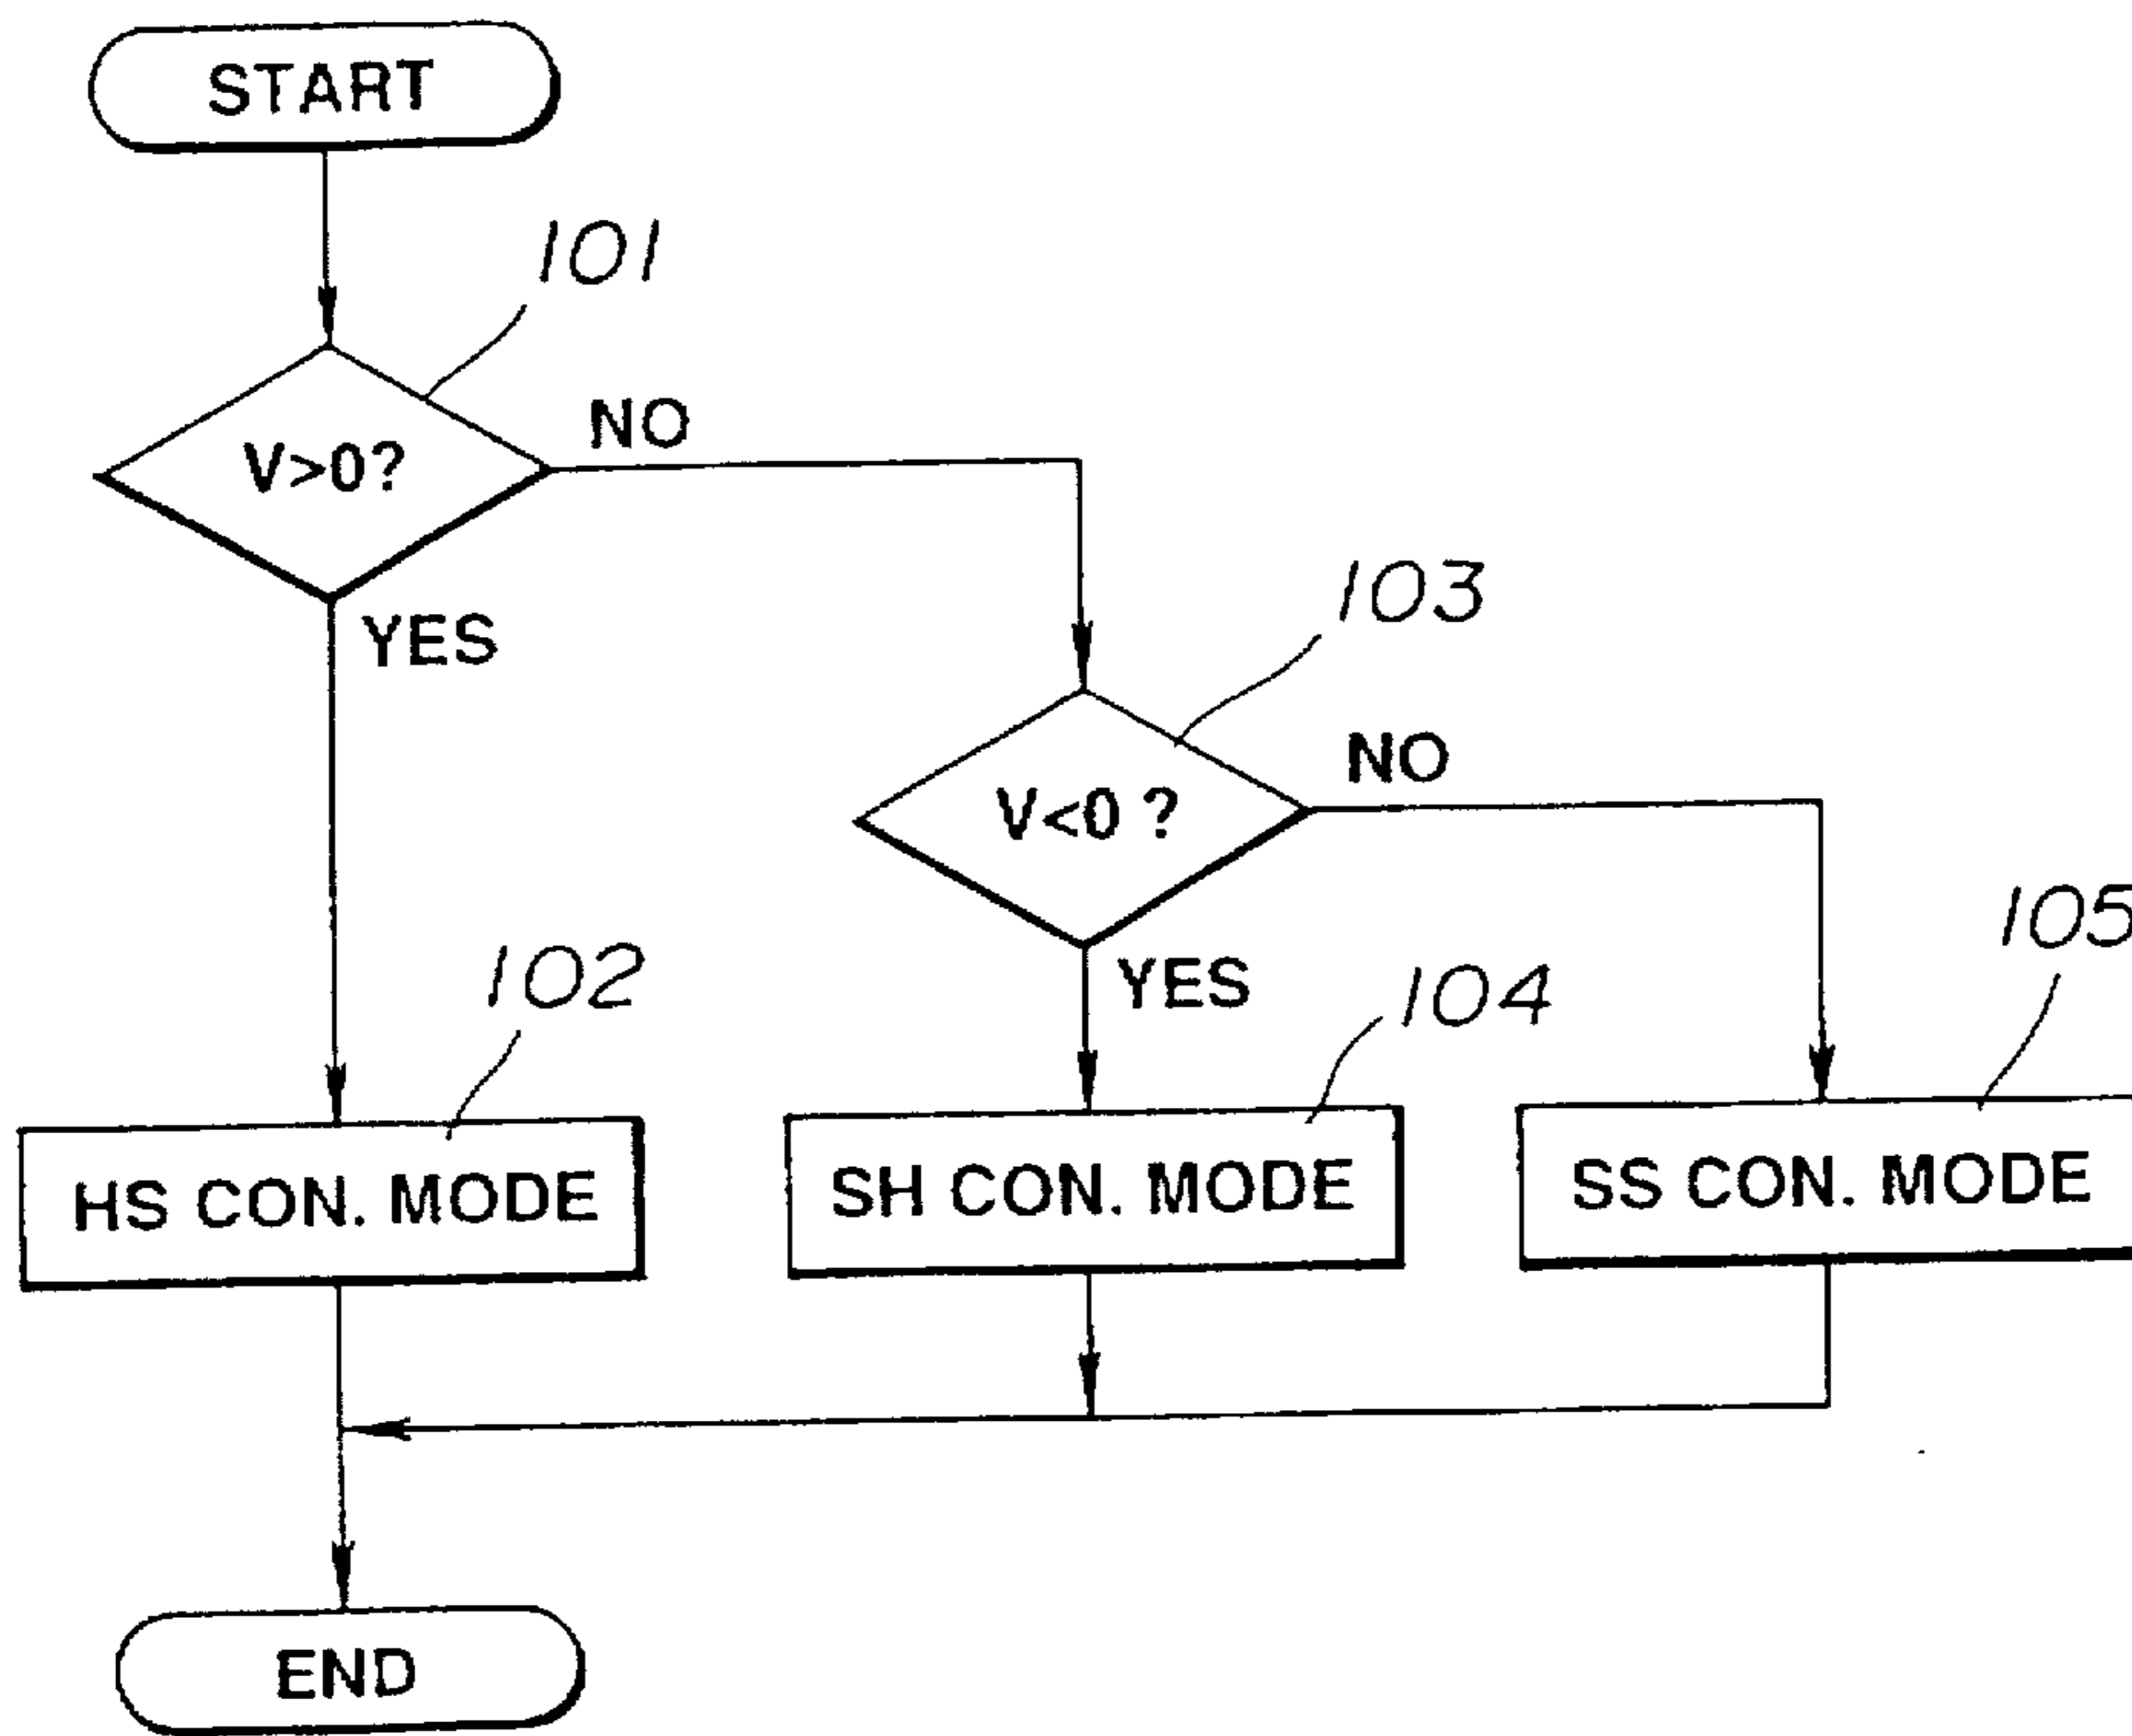 START
101
V>0?
NO
YES
103
V<0 ?
NO
YES
102
104
105
HS CON. MODE
SH CON. MODE
SS CON. MODE
END